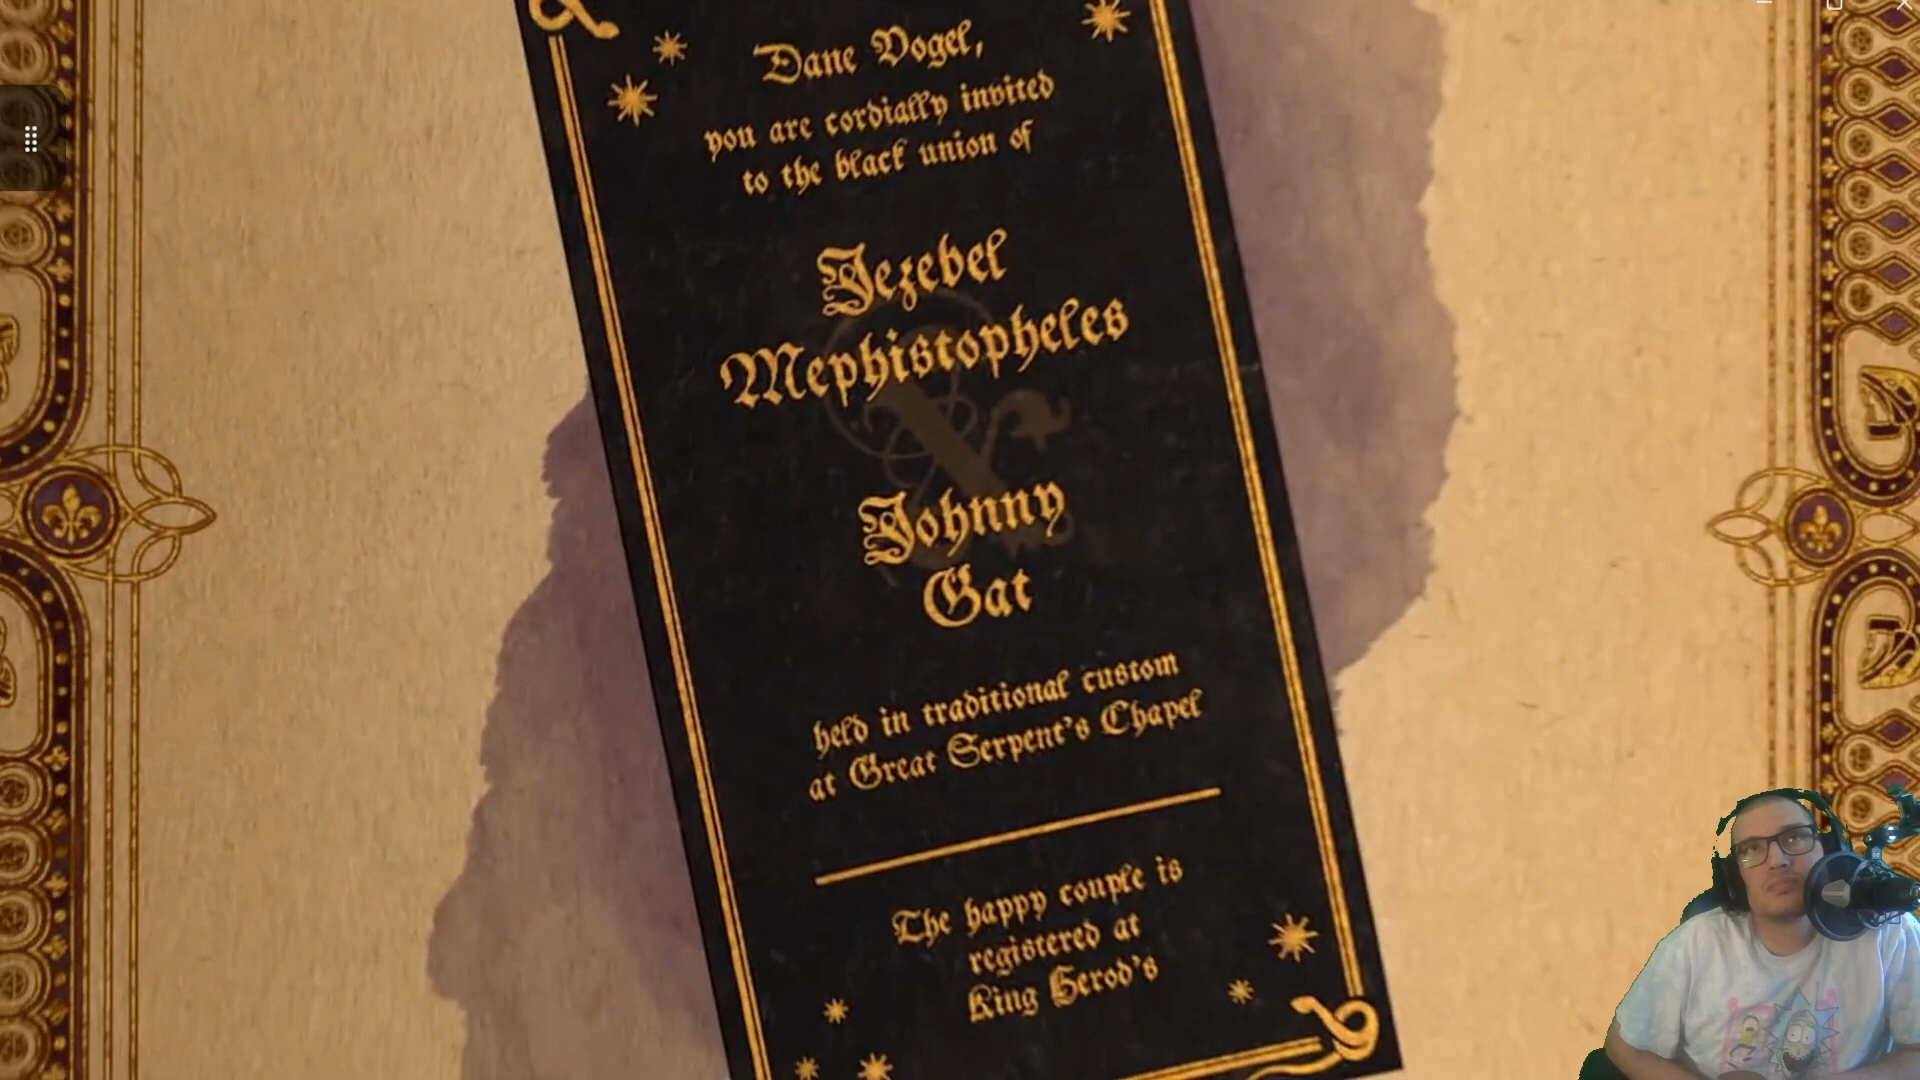 Dane Vogel,
you are cordially invited
to the black union of
Jezebel
Mephistopheles
&
Johnny
Gat
held in traditional custom
at Great Serpent's Chapel
The happy couple is
registered at
King Herod's